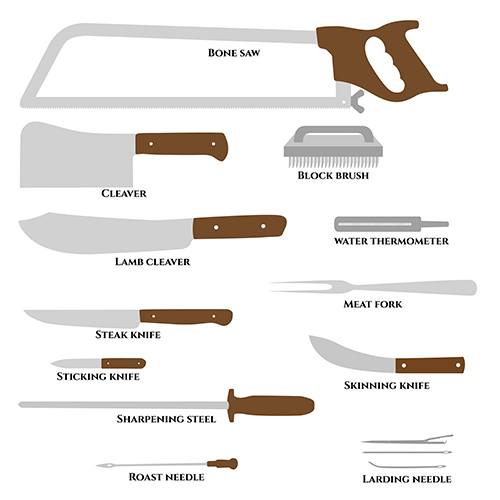 Bone saw
Cleaver
Block brush
Lamb cleaver
water thermometer
Meat fork
Steak knife
Sticking knife
Skinning knife
Sharpening steel
Roast needle
Larding needle